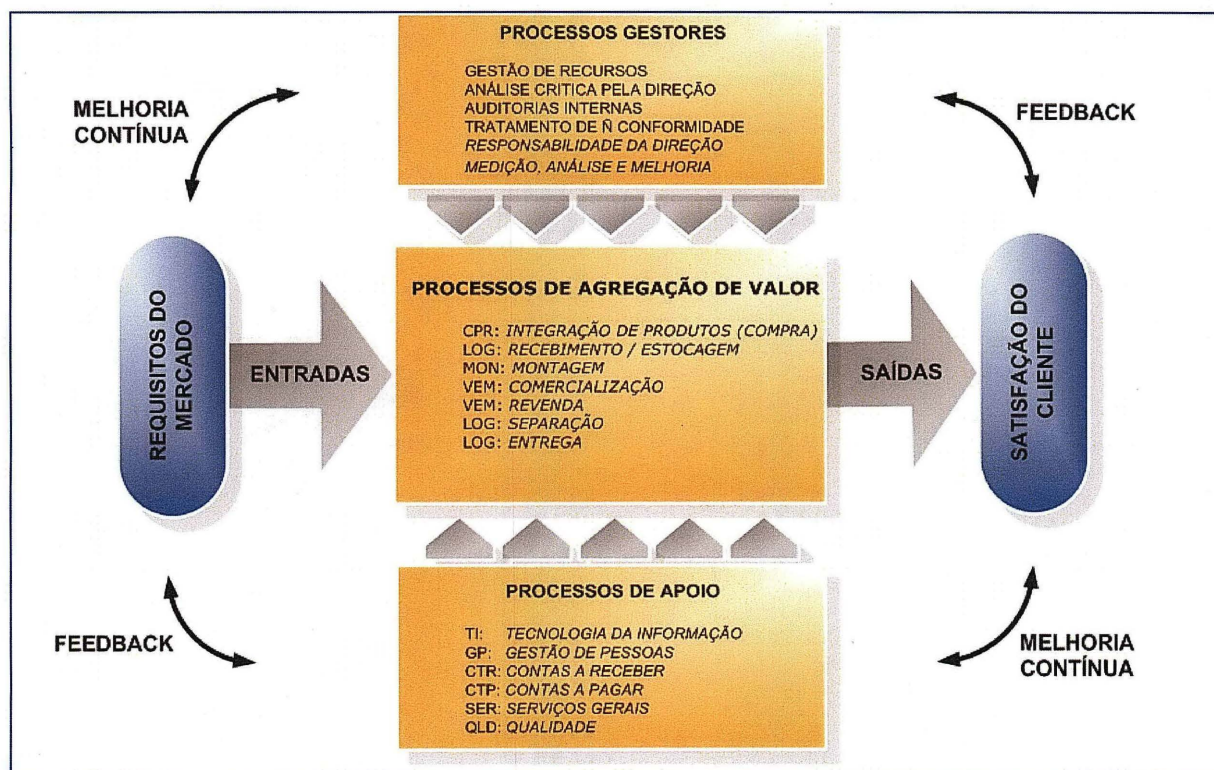 PROCESSOS GESTORES
GESTÃO DE RECURSOS
ANÁLISE CRITICA PELA DIREÇÃO
AUDITORIAS INTERNAS
TRATAMENTO DE Ñ CONFORMIDADE
RESPONSABILIDADE DA DIREÇÃO
MEDIÇÃO, ANÁLISE E MELHORIA
MELHORIA
CONTÍNUA
FEEDBACK
REQUISITOS DO
MERCADO
ENTRADAS
PROCESSOS DE AGREGAÇÃO DE VALOR
CPR: INTEGRAÇÃO DE PRODUTOS (COMPRA)
LOG: RECEBIMENTO / ESTOCAGEM
MON: MONTAGEM
VEM: COMERCIALIZAÇÃO
VEM: REVENDA
LOG: SEPARAÇÃO
LOG: ENTREGA
SAÍDAS
SATISFAÇÃO DO
CLIENTE
FEEDBACK
PROCESSOS DE APOIO
TI: TECNOLOGIA DA INFORMAÇÃO
GP: GESTÃO DE PESSOAS
CTR: CONTAS A RECEBER
CTP: CONTAS A PAGAR
SER: SERVIÇOS GERAIS
QLD: QUALIDADE
MELHORIA
CONTÍNUA